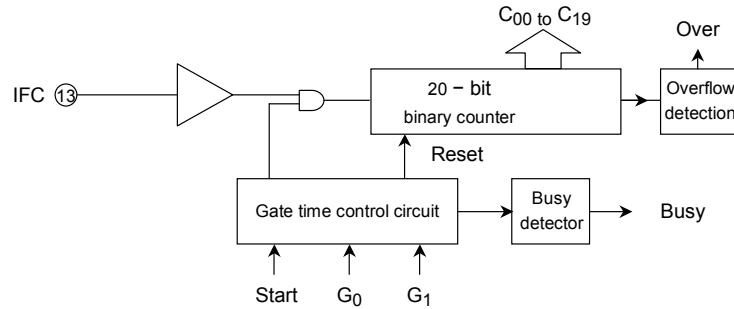 C00 to C19
Over
IFC 13
20 − bit
binary counter
Overflow
detection
Reset
Gate time control circuit
Busy
detector
Busy
Start
G0
G1